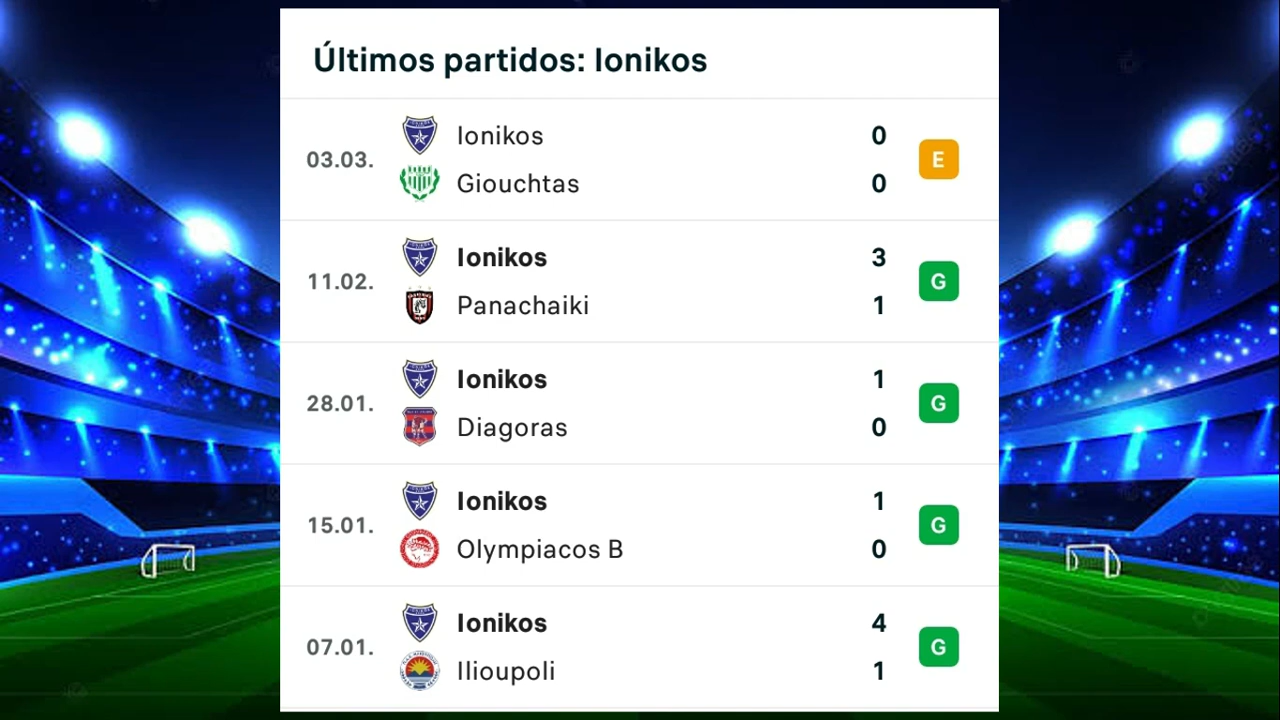 Últimos partidos: Ionikos
03.03.
Ionikos 0
Giouchtas 0
E
11.02.
Ionikos 3
Panachaiki 1
G
28.01.
Ionikos 1
Diagoras 0
G
15.01.
Ionikos 1
Olympiacos B 0
G
07.01.
Ionikos 4
Ilioupoli 1
G